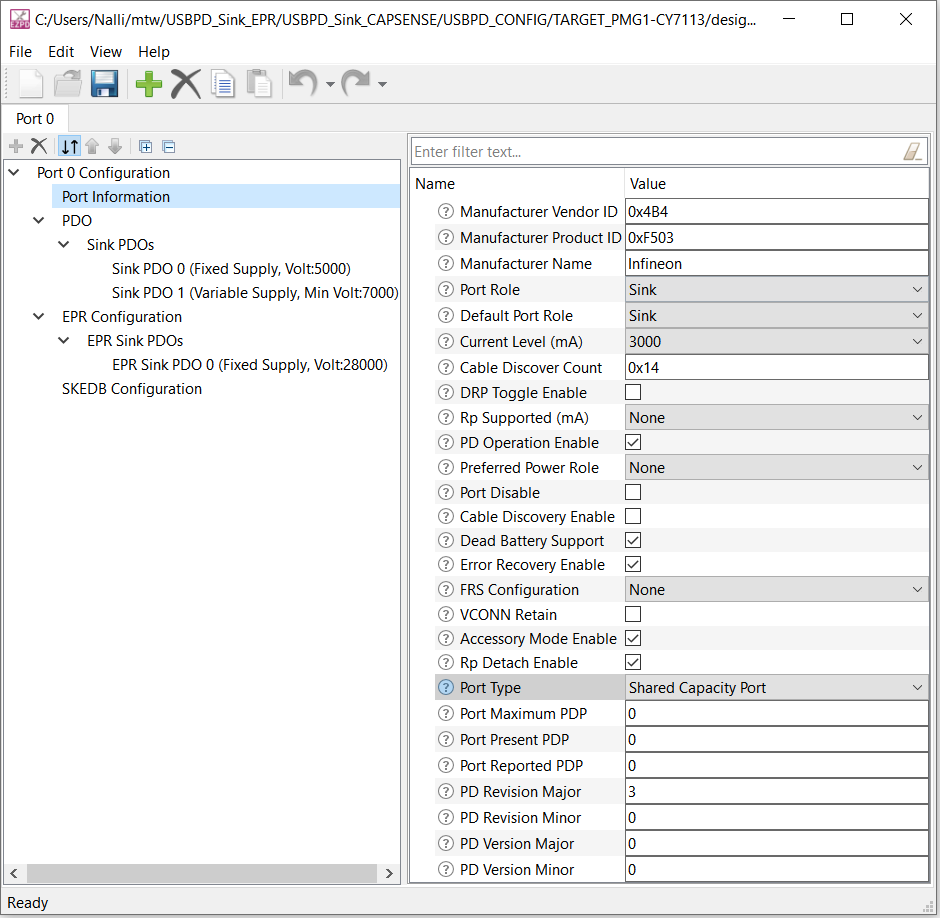 C:/Users/Nalli/mtw/USBPD_Sink_EPR/USBPD_Sink_CAPSENSE/USBPD_CONFIG/TARGET_PMG1-CY7113/desig...
File Edit View Help
Port 0
Port 0 Configuration
Port Information
PDO
Sink PDOs
Sink PDO 0 (Fixed Supply, Volt:5000)
Sink PDO 1 (Variable Supply, Min Volt:7000)
EPR Configuration
EPR Sink PDOs
EPR Sink PDO 0 (Fixed Supply, Volt:28000)
SKEDB Configuration
Enter filter text...
Name Value
Manufacturer Vendor ID 0x4B4
Manufacturer Product ID 0xF503
Manufacturer Name Infineon
Port Role Sink
Default Port Role Sink
Current Level (mA) 3000
Cable Discover Count 0x14
DRP Toggle Enable
Rp Supported (mA) None
PD Operation Enable
Preferred Power Role None
Port Disable
Cable Discovery Enable
Dead Battery Support
Error Recovery Enable
FRS Configuration None
VCONN Retain
Accessory Mode Enable
Rp Detach Enable
Port Type Shared Capacity Port
Port Maximum PDP 0
Port Present PDP 0
Port Reported PDP 0
PD Revision Major 3
PD Revision Minor 0
PD Version Major 0
PD Version Minor 0
Ready